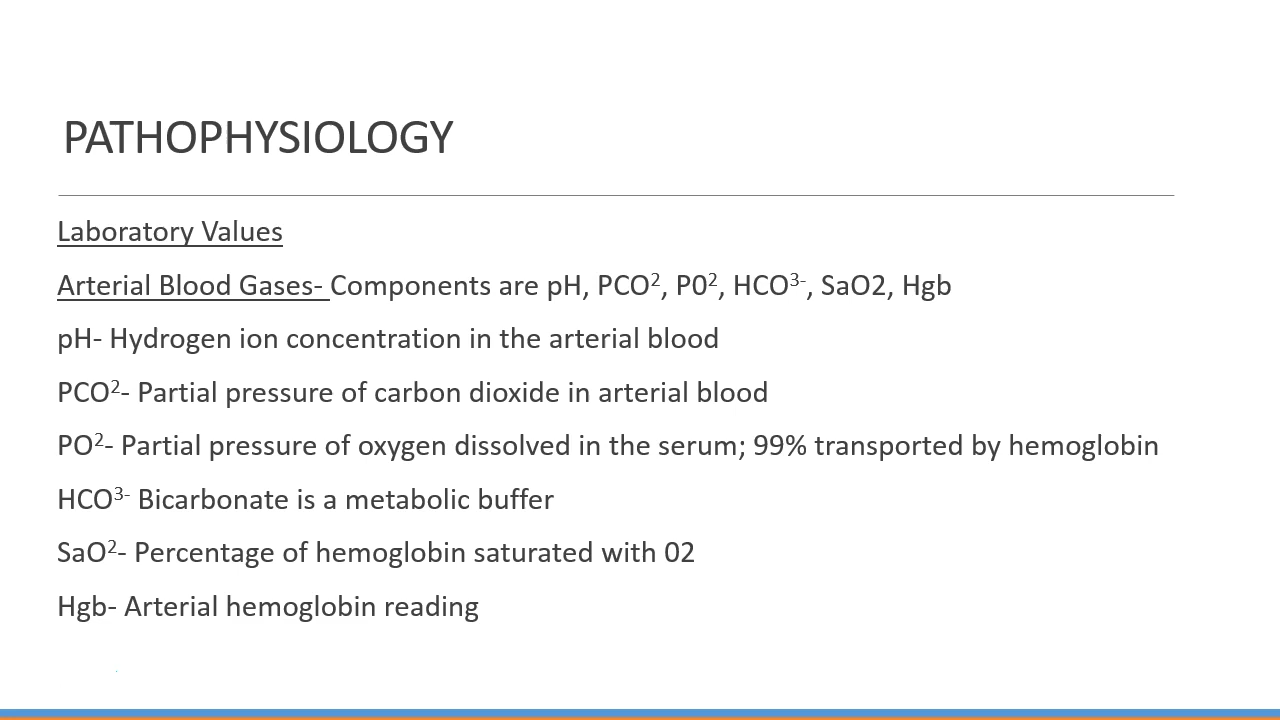 PATHOPHYSIOLOGY
Laboratory Values
Arterial Blood Gases- Components are pH, PCO², P0², HCO³⁻, SaO2, Hgb
pH- Hydrogen ion concentration in the arterial blood
PCO²- Partial pressure of carbon dioxide in arterial blood
PO²- Partial pressure of oxygen dissolved in the serum; 99% transported by hemoglobin
HCO³⁻ Bicarbonate is a metabolic buffer
SaO²- Percentage of hemoglobin saturated with 02
Hgb- Arterial hemoglobin reading